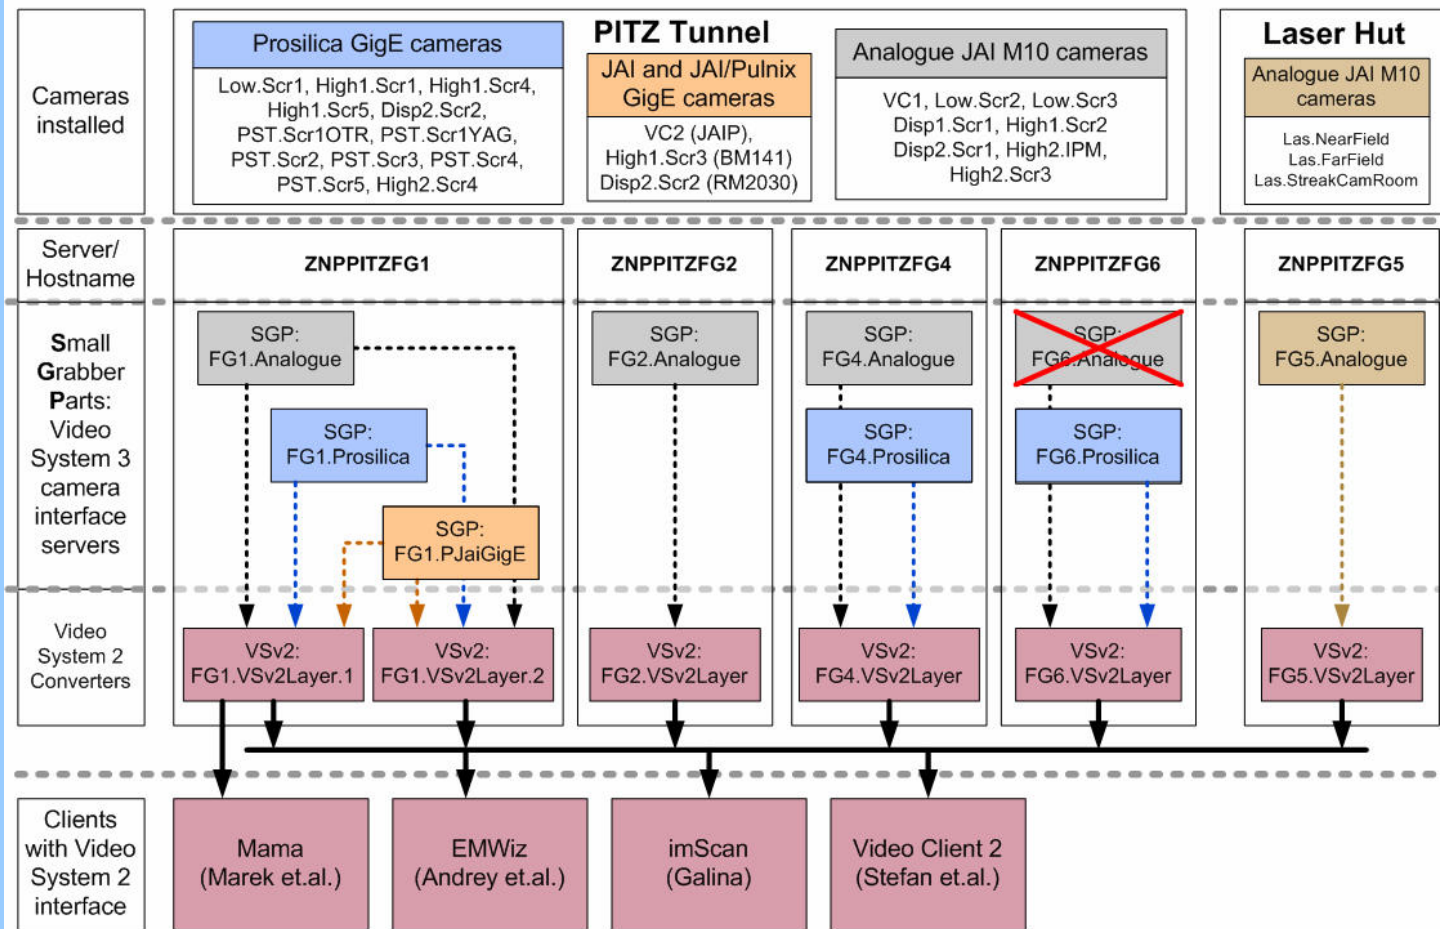 Cameras
installed
PITZ Tunnel
Prosilica GigE cameras
Low.Scr1, High1.Scr1, High1.Scr4,
High1.Scr5, Disp2.Scr2,
PST.Scr1OTR, PST.Scr1YAG,
PST.Scr2, PST.Scr3, PST.Scr4,
PST.Scr5, High2.Scr4
JAI and JAI/Pulnix
GigE cameras
VC2 (JAIP),
High1.Scr3 (BM141)
Disp2.Scr2 (RM2030)
Analogue JAI M10 cameras
VC1, Low.Scr2, Low.Scr3
Disp1.Scr1, High1.Scr2
Disp2.Scr1, High2.IPM,
High2.Scr3
Laser Hut
Analogue JAI M10
cameras
Las.NearField
Las.FarField
Las.StreakCamRoom
Server/
Hostname
ZNPPITZFG1
ZNPPITZFG2
ZNPPITZFG4
ZNPPITZFG6
ZNPPITZFG5
Small
Grabber
Parts:
Video
System 3
camera
interface
servers
SGP:
FG1.Analogue
SGP:
FG1.Prosilica
SGP:
FG1.PJaiGigE
SGP:
FG2.Analogue
SGP:
FG4.Analogue
SGP:
FG4.Prosilica
SGP:
FG6.Analogue
SGP:
FG6.Prosilica
SGP:
FG5.Analogue
Video
System 2
Converters
VSv2:
FG1.VSv2Layer.1
VSv2:
FG1.VSv2Layer.2
VSv2:
FG2.VSv2Layer
VSv2:
FG4.VSv2Layer
VSv2:
FG6.VSv2Layer
VSv2:
FG5.VSv2Layer
Clients
with Video
System 2
interface
Mama
(Marek et.al.)
EMWiz
(Andrey et.al.)
imScan
(Galina)
Video Client 2
(Stefan et.al.)